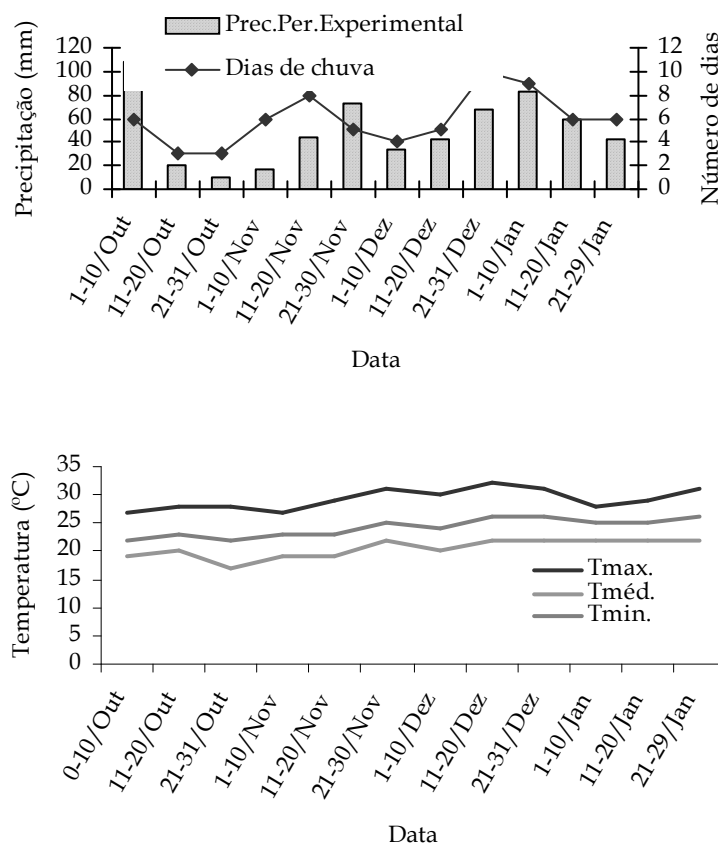 Prec.Per.Experimental
Dias de chuva
Precipitação (mm)
120
100
80
60
40
20
0
12
10
8
6
4
2
0
Número de dias
1-10/Out
11-20/Out
21-31/Out
1-10/Nov
11-20/Nov
21-30/Nov
1-10/Dez
11-20/Dez
21-31/Dez
1-10/Jan
11-20/Jan
21-29/Jan
Data
Temperatura (ºC)
35
30
25
20
15
10
5
0
Tmax.
Tméd.
Tmin.
0-10/Out
11-20/Out
21-31/Out
1-10/Nov
11-20/Nov
21-30/Nov
1-10/Dez
11-20/Dez
21-31/Dez
1-10/Jan
11-20/Jan
21-29/Jan
Data